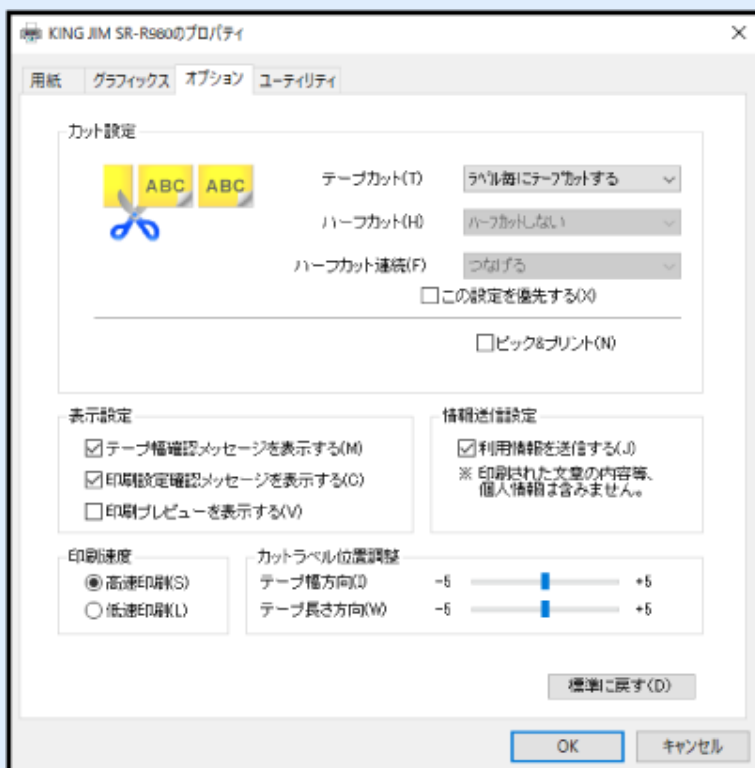 KING JIM SR-R980のプロパティ
用紙 グラフィックス オプション ユーティリティ
カット設定
ABC ABC
テープカット(T) ラベル毎にテープカットする
ハーフカット(H) ハーフカットしない
ハーフカット連続(F) つなげる
この設定を優先する(X)
ピック&プリント(N)
表示設定
テープ幅確認メッセージを表示する(M)
印刷設定確認メッセージを表示する(C)
印刷プレビューを表示する(V)
情報送信設定
利用情報を送信する(J)
※ 印刷された文章の内容等、
個人情報は含みません。
印刷速度
高速印刷(S)
低速印刷(L)
カットラベル位置調整
テープ幅方向(I) -5 +5
テープ長さ方向(W) -5 +5
標準に戻す(D)
OK キャンセル